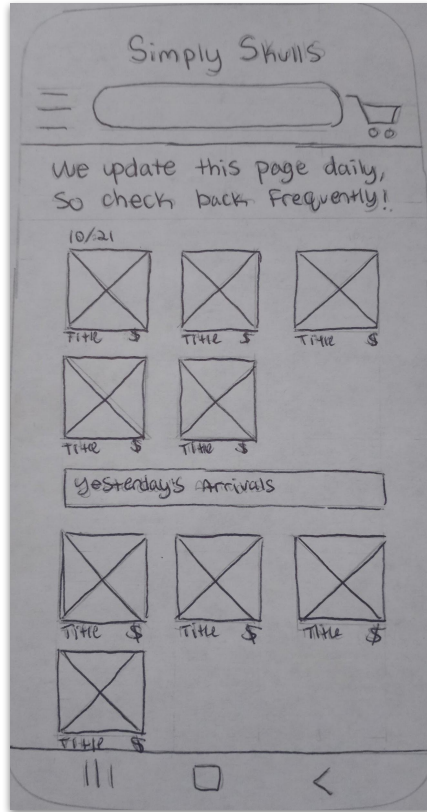 Simply Skulls
We update this page daily,
So check back Frequently!
10/21
Title $ Title $ Title $
Title $ Title $
Yesterday's Arrivals
Title $ Title $ Title $
Title $